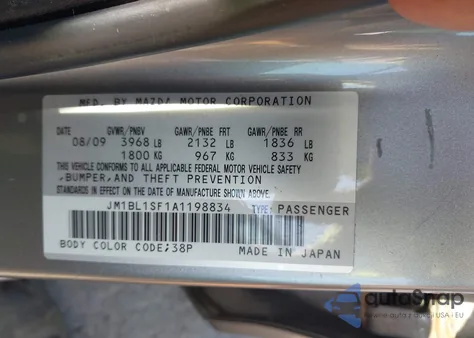 MFD. BY MAZDA MOTOR CORPORATION
DATE GVWR/PNBV GAWR/PNBE FRT GAWR/PNBE RR
08/09 3968 LB 2132 LB 1836 LB
1800 KG 967 KG 833 KG
THIS VEHICLE CONFORMS TO ALL APPLICABLE FEDERAL MOTOR VEHICLE SAFETY
,BUMPER, AND THEFT PREVENTION
STANDARDS IN EFFECT ON THE DATE OF MANUFACTURE SHOWN ABOVE.
JM1BL1SF1A1198834 TYPE: PASSENGER
BODY COLOR CODE;38P MADE IN JAPAN
autoSnap